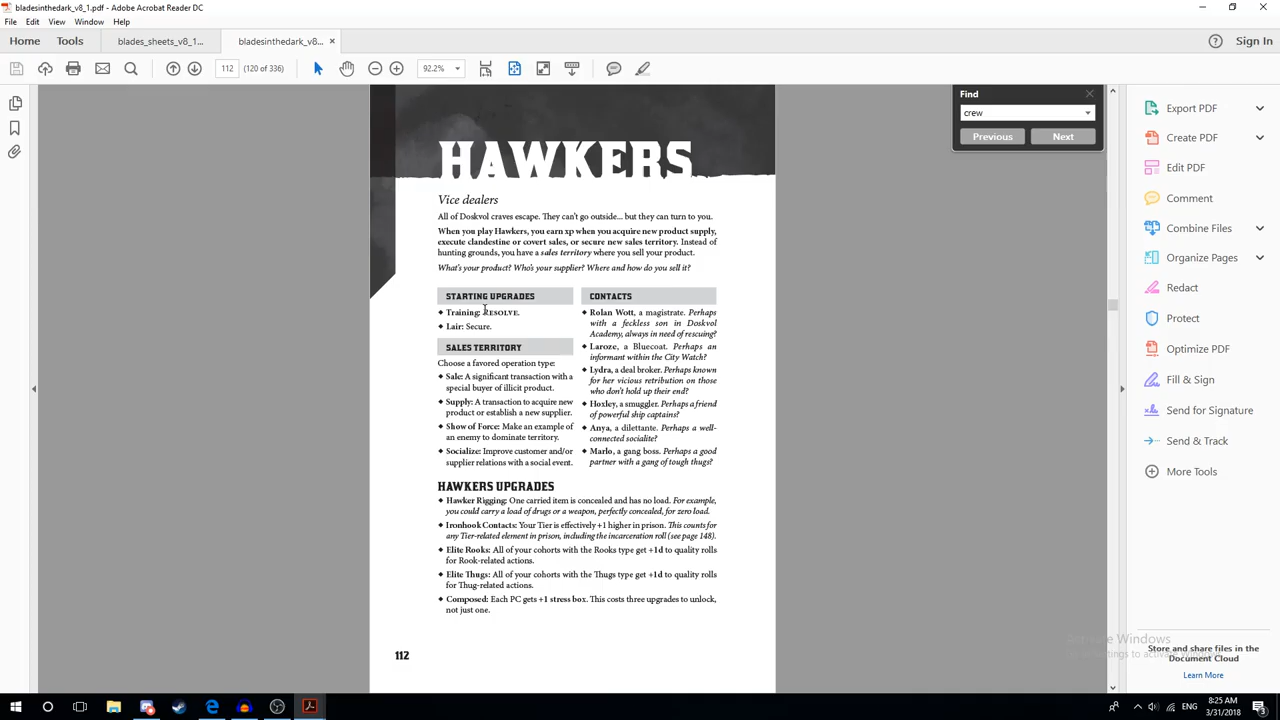 bladesinthedark_v8_1.pdf - Adobe Acrobat Reader DC
File Edit View Window Help
Home Tools blades_sheets_v8_1... bladesinthedark_v8... × Sign In
112 (120 of 336) 92.2%
Find
crew
Previous Next
HAWKERS
Vice dealers
All of Doskvol craves escape. They can't go outside... but they can turn to you.
When you play Hawkers, you earn xp when you acquire new product supply,
execute clandestine or covert sales, or secure new sales territory. Instead of
hunting grounds, you have a sales territory where you sell your product.
What's your product? Who's your supplier? Where and how do you sell it?
STARTING UPGRADES
Training: RESOLVE.
Lair: Secure.
SALES TERRITORY
Choose a favored operation type:
Sale: A significant transaction with a
special buyer of illicit product.
Supply: A transaction to acquire new
product or establish a new supplier.
Show of Force: Make an example of
an enemy to dominate territory.
Socialize: Improve customer and/or
supplier relations with a social event.
CONTACTS
Rolan Wott, a magistrate. Perhaps
with a feckless son in Doskvol
Academy, always in need of rescuing?
Laroze, a Bluecoat. Perhaps an
informant within the City Watch?
Lydra, a deal broker. Perhaps known
for her vicious retribution on those
who don't hold up their end?
Hoxley, a smuggler. Perhaps a friend
of powerful ship captains?
Anya, a dilettante. Perhaps a well-
connected socialite?
Marlo, a gang boss. Perhaps a good
partner with a gang of tough thugs?
HAWKERS UPGRADES
Hawker Rigging: One carried item is concealed and has no load. For example,
you could carry a load of drugs or a weapon, perfectly concealed, for zero load.
Ironhook Contacts: Your Tier is effectively +1 higher in prison. This counts for
any Tier-related element in prison, including the incarceration roll (see page 148).
Elite Rooks: All of your cohorts with the Rooks type get +1d to quality rolls
for Rook-related actions.
Elite Thugs: All of your cohorts with the Thugs type get +1d to quality rolls
for Thug-related actions.
Composed: Each PC gets +1 stress box. This costs three upgrades to unlock,
not just one.
112
Export PDF
Create PDF
Edit PDF
Comment
Combine Files
Organize Pages
Redact
Protect
Optimize PDF
Fill & Sign
Send for Signature
Send & Track
More Tools
Activate Windows
Store and share files in the
Document Cloud
Learn More
ENG
8:25 AM
3/31/2018